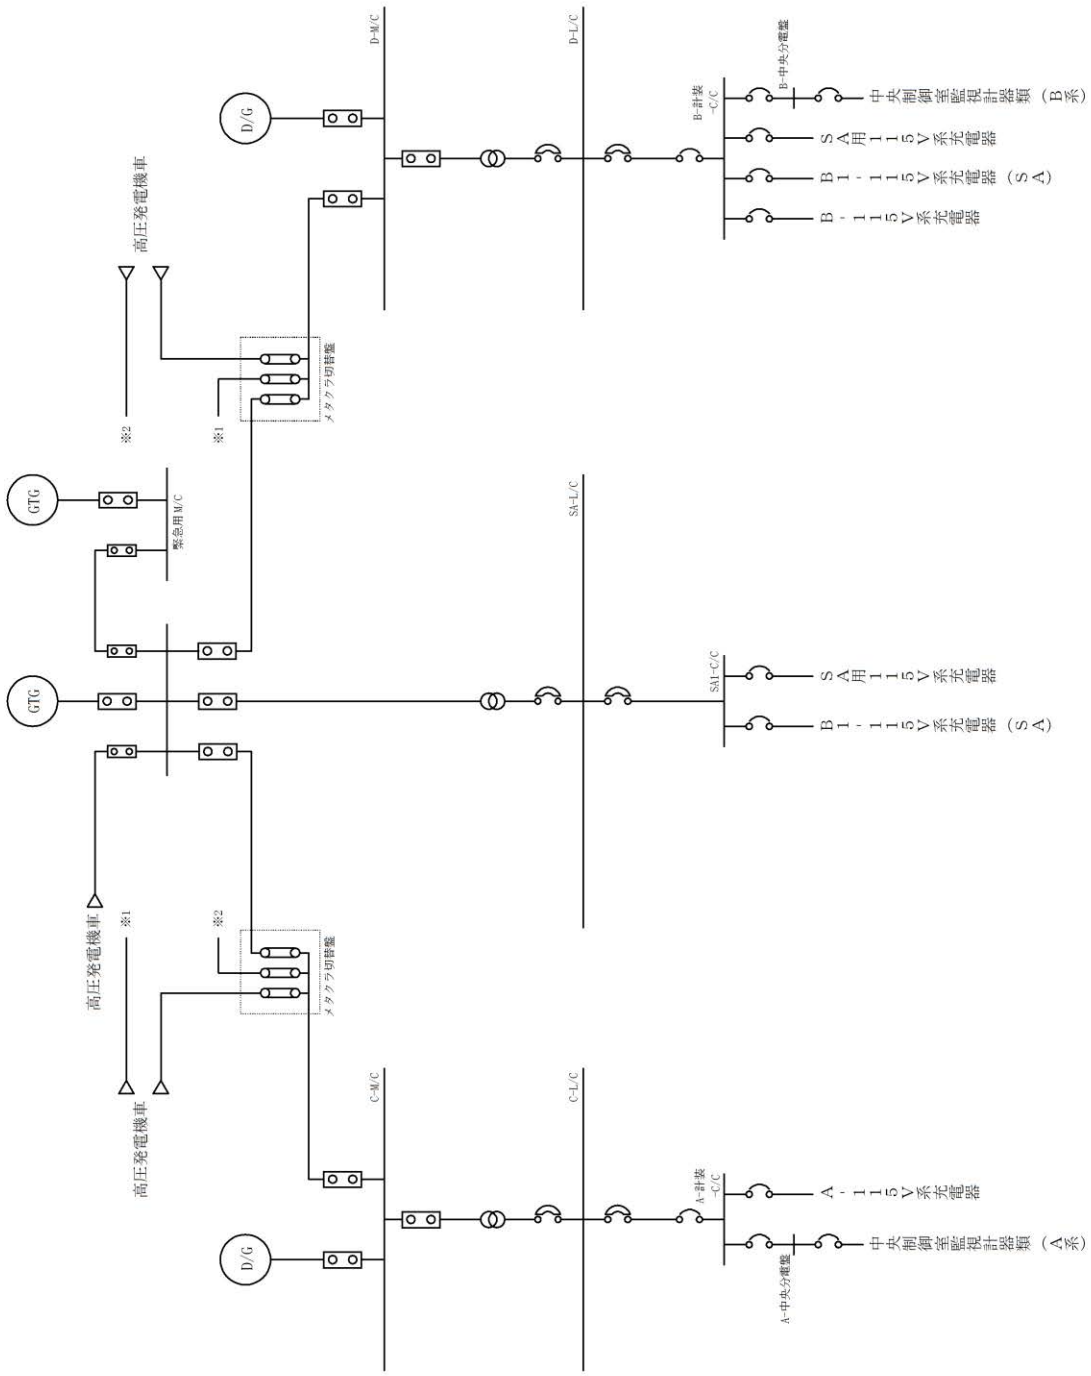 GTG
GTG
高圧発電機車
※1
※2
高圧発電機車
高圧発電機車
緊急用M/C
※2
※1
D/G
D/G
メタクラ切替盤
メタクラ切替盤
C-M/C
D-M/C
C-L/C
SA-L/C
D-L/C
A-計装
-C/C
SA1-C/C
B-計装
-C/C
A-中央分電盤
B-中央分電盤
中央制御室監視計器類（A系）
A-115V系充電器
B1-115V系充電器（SA）
SA用115V系充電器
B-115V系充電器
B1-115V系充電器（SA）
SA用115V系充電器
中央制御室監視計器類（B系）